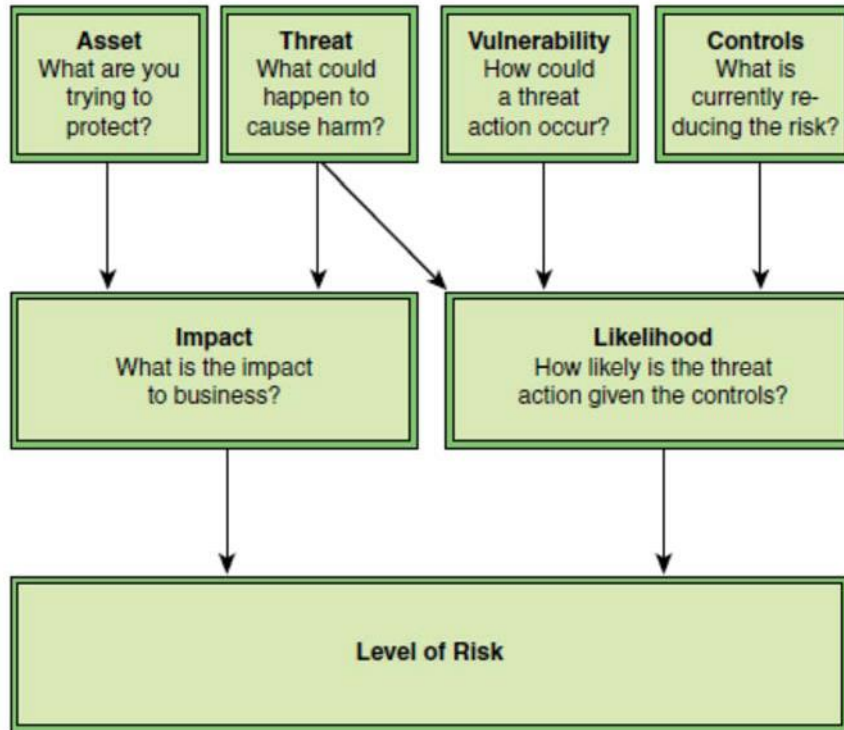 Asset
What are you
trying to
protect?
Threat
What could
happen to
cause harm?
Vulnerability
How could
a threat
action occur?
Controls
What is
currently re-
ducing the risk?
Impact
What is the impact
to business?
Likelihood
How likely is the threat
action given the controls?
Level of Risk